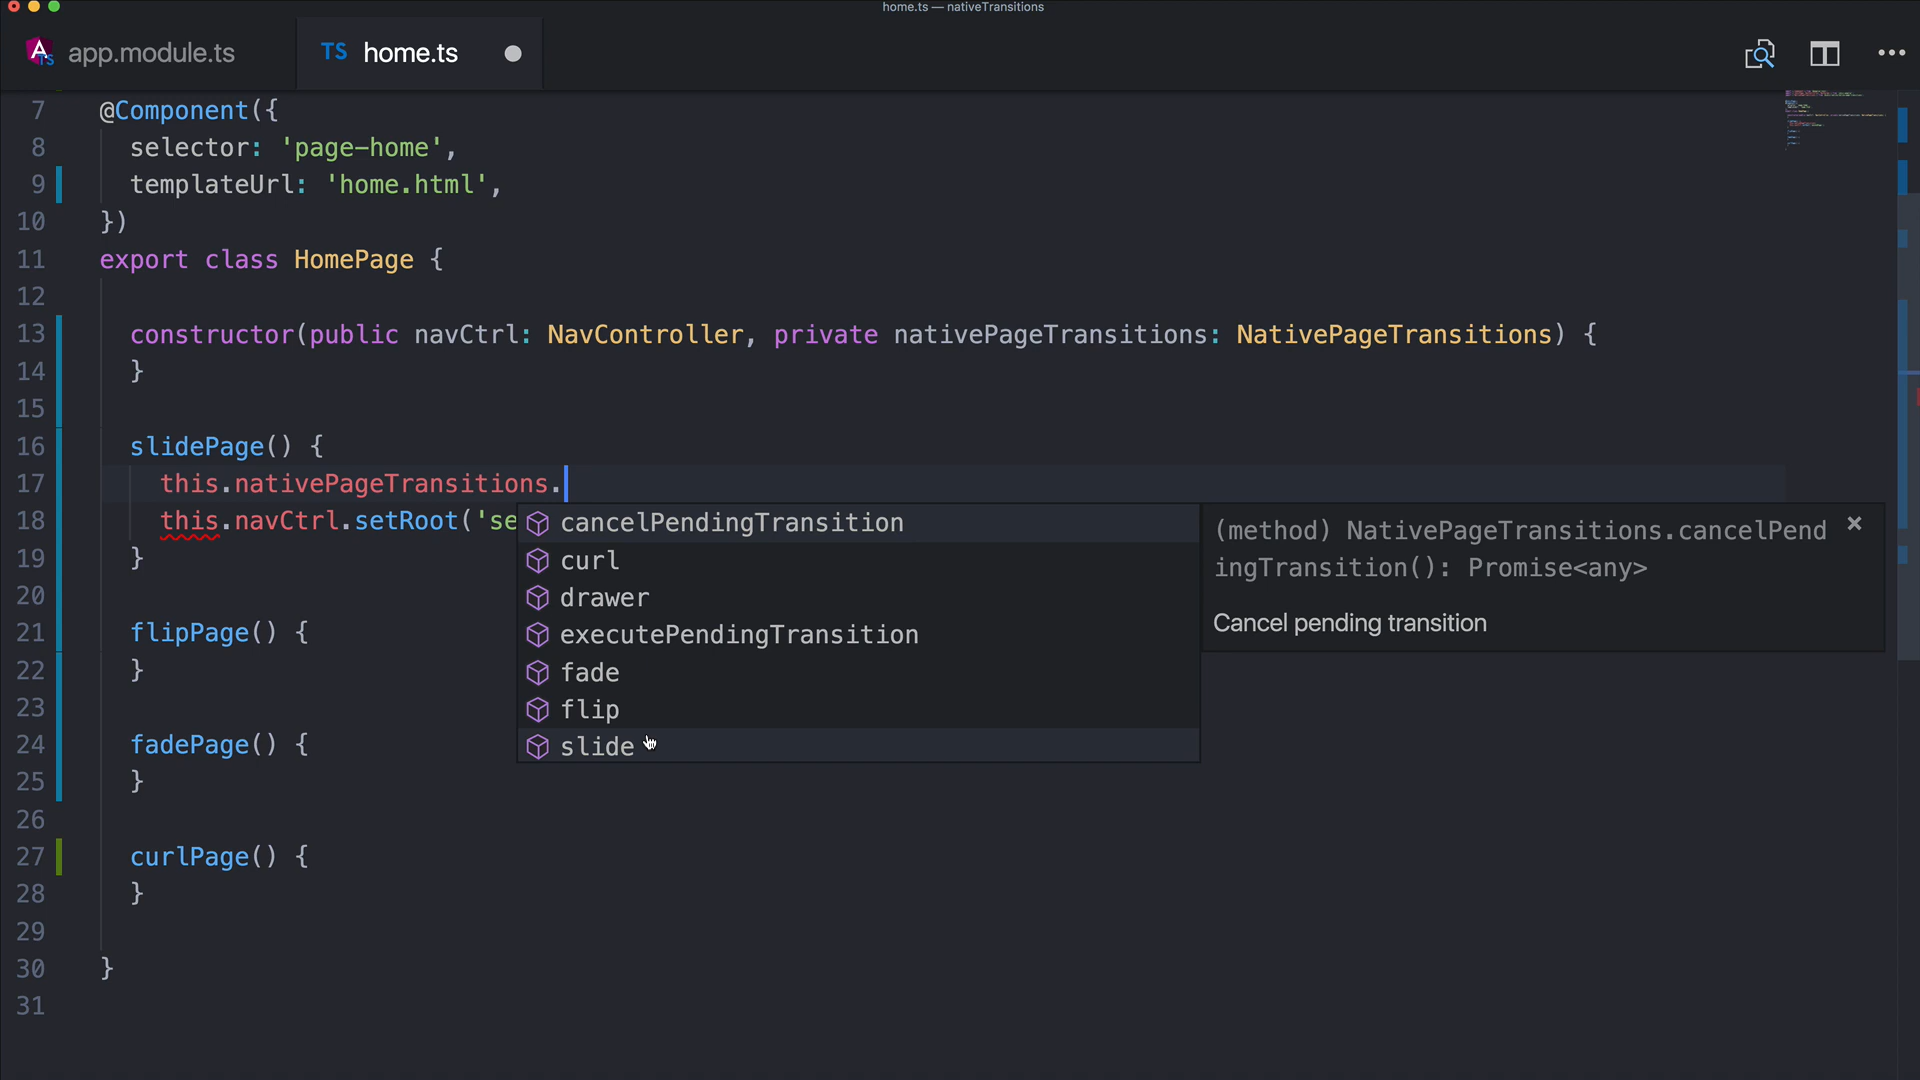 home.ts — nativeTransitions
app.module.ts
TS home.ts
7 @Component({
8 selector: 'page-home',
9 templateUrl: 'home.html',
10 })
11 export class HomePage {
12
13 constructor(public navCtrl: NavController, private nativePageTransitions: NativePageTransitions) {
14 }
15
16 slidePage() {
17 this.nativePageTransitions.
18 this.navCtrl.setRoot('se
19 }
20
21 flipPage() {
22 }
23
24 fadePage() {
25 }
26
27 curlPage() {
28 }
29
30 }
31
cancelPendingTransition
curl
drawer
executePendingTransition
fade
flip
slide
(method) NativePageTransitions.cancelPend
ingTransition(): Promise<any>
Cancel pending transition